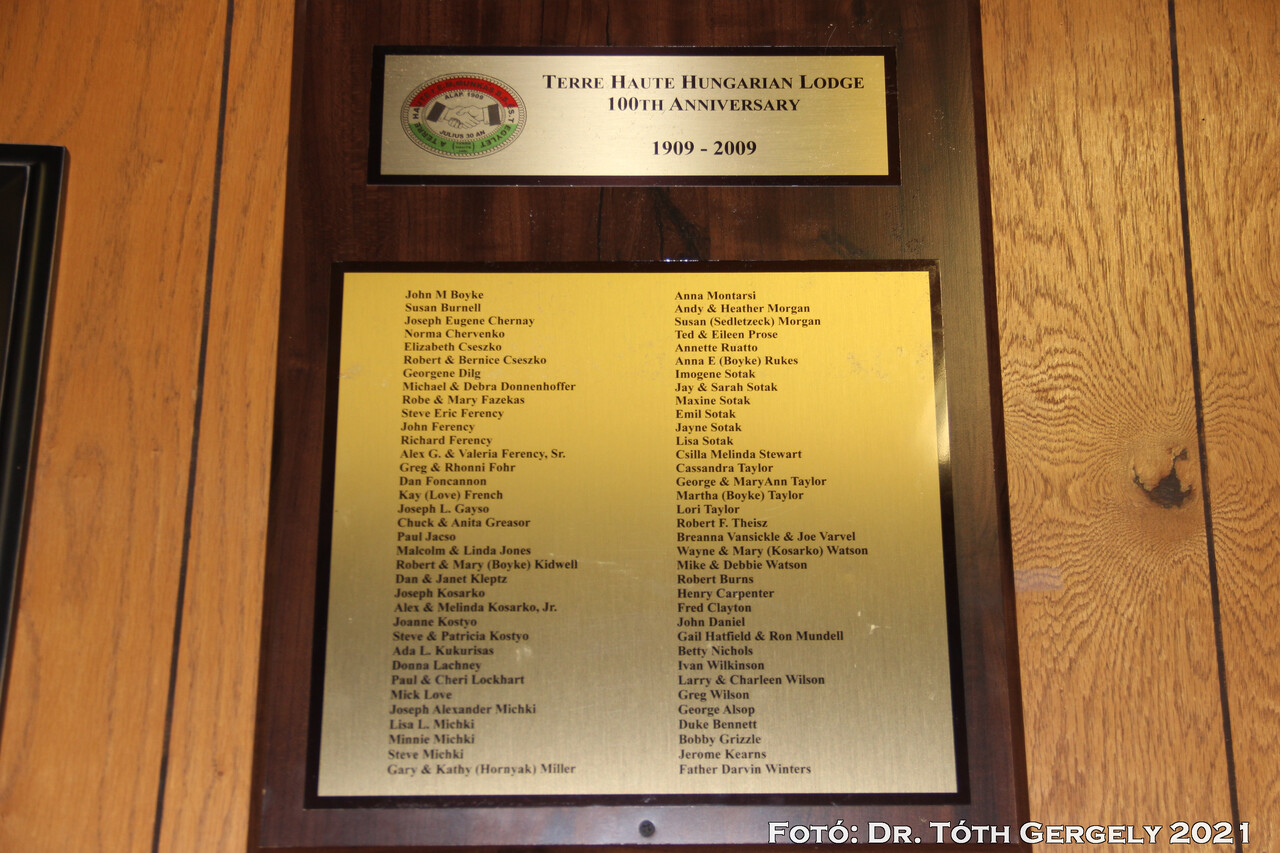 TERRE HAUTE HUNGARIAN LODGE
100TH ANNIVERSARY
1909 - 2009
ALAP. 1909
JULIUS 30 AN
A TERRE
EGYLET
John M Boyke
Susan Burnell
Joseph Eugene Chernay
Norma Chervenko
Elizabeth Cseszko
Robert & Bernice Cseszko
Georgene Dilg
Michael & Debra Donnenhoffer
Robe & Mary Fazekas
Steve Eric Ferency
John Ferency
Richard Ferency
Alex G. & Valeria Ferency, Sr.
Greg & Rhonni Fohr
Dan Foncannon
Kay (Love) French
Joseph L. Gayso
Chuck & Anita Greasor
Paul Jacso
Malcolm & Linda Jones
Robert & Mary (Boyke) Kidwell
Dan & Janet Kleptz
Joseph Kosarko
Alex & Melinda Kosarko, Jr.
Joanne Kostyo
Steve & Patricia Kostyo
Ada L. Kukurisas
Donna Lachney
Paul & Cheri Lockhart
Mick Love
Joseph Alexander Michki
Lisa L. Michki
Minnie Michki
Steve Michki
Gary & Kathy (Hornyak) Miller
Anna Montarsi
Andy & Heather Morgan
Susan (Sedletzeck) Morgan
Ted & Eileen Prose
Annette Ruatto
Anna E (Boyke) Rukes
Imogene Sotak
Jay & Sarah Sotak
Maxine Sotak
Emil Sotak
Jayne Sotak
Lisa Sotak
Csilla Melinda Stewart
Cassandra Taylor
George & MaryAnn Taylor
Martha (Boyke) Taylor
Lori Taylor
Robert F. Theisz
Breanna Vansickle & Joe Varvel
Wayne & Mary (Kosarko) Watson
Mike & Debbie Watson
Robert Burns
Henry Carpenter
Fred Clayton
John Daniel
Gail Hatfield & Ron Mundell
Betty Nichols
Ivan Wilkinson
Larry & Charleen Wilson
Greg Wilson
George Alsop
Duke Bennett
Bobby Grizzle
Jerome Kearns
Father Darvin Winters
FOTÓ: DR. TÓTH GERGELY 2021